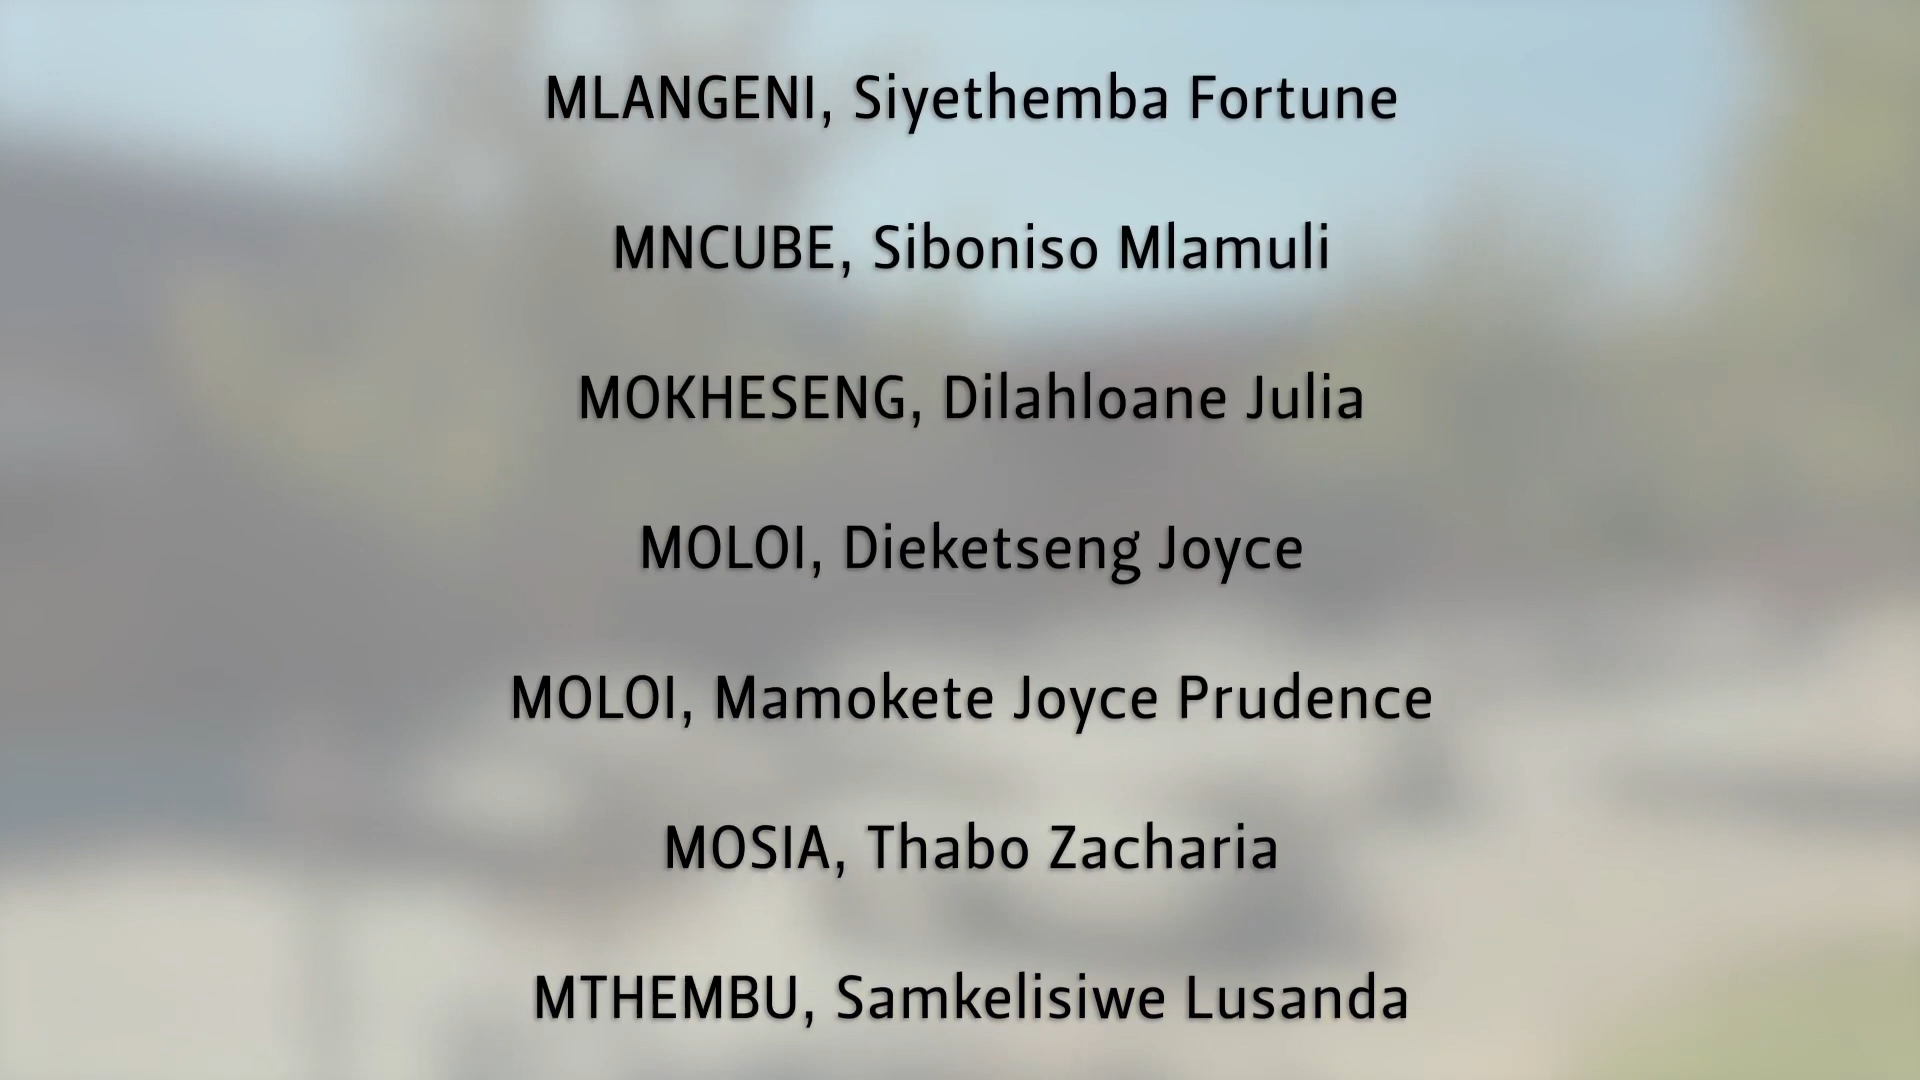 MLANGENI, Siyethemba Fortune
MNCUBE, Siboniso Mlamuli
MOKHESENG, Dilahloane Julia
MOLOI, Dieketseng Joyce
MOLOI, Mamokete Joyce Prudence
MOSIA, Thabo Zacharia
MTHEMBU, Samkelisiwe Lusanda